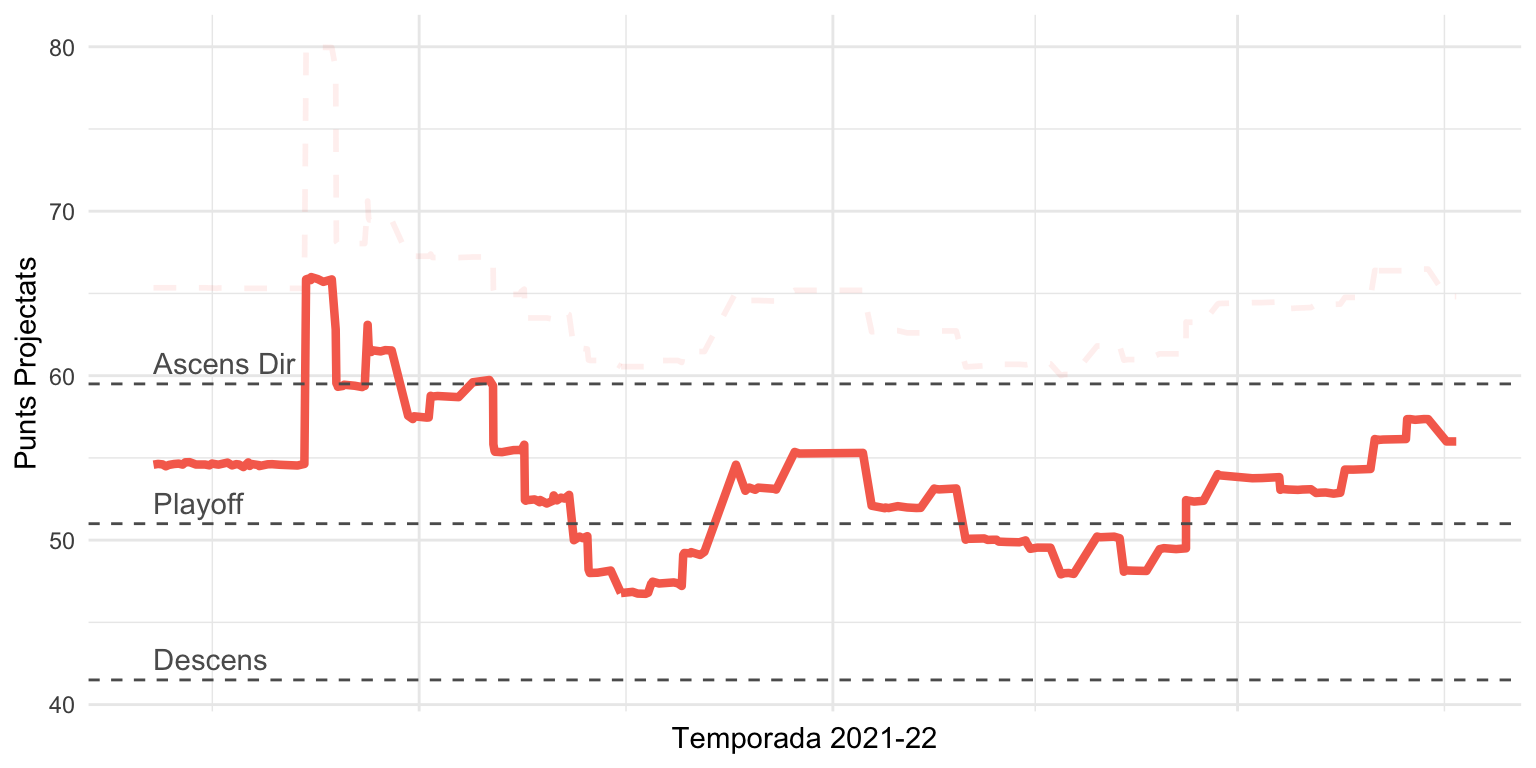 80
70
60
50
40
Punts Projectats
Ascens Dir
Playoff
Descens
Temporada 2021-22